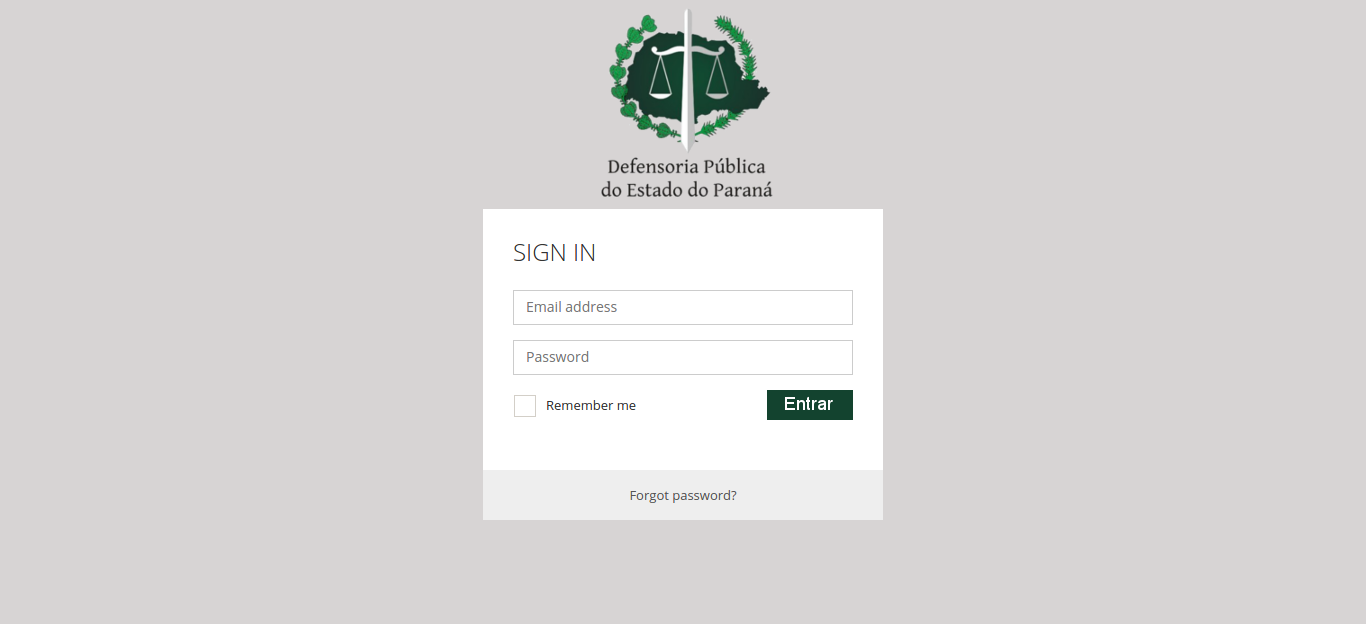 Defensoria Pública
do Estado do Paraná
SIGN IN
Email address
Password
Remember me
Entrar
Forgot password?